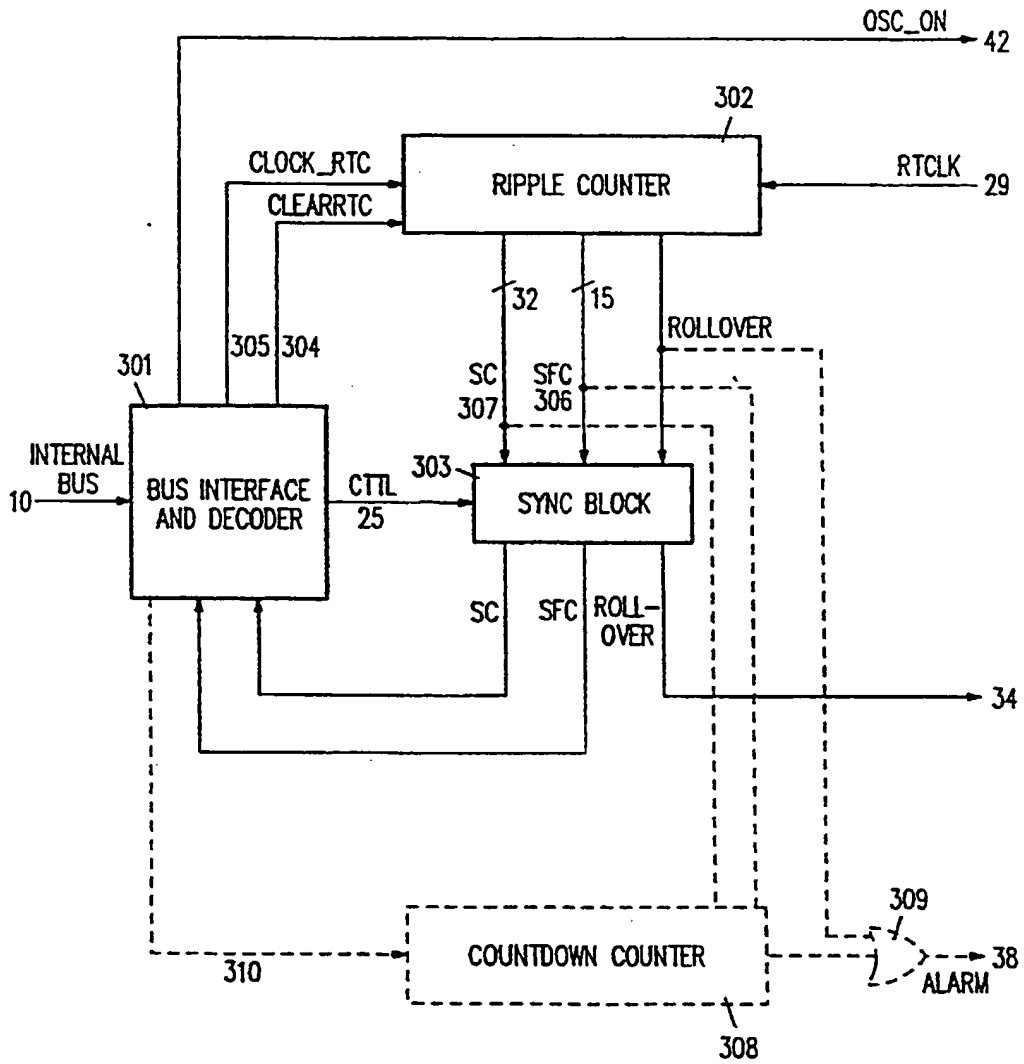 OSC_ON
42
302
CLOCK_RTC
RIPPLE COUNTER
RTCLK
29
CLEARRTC
32
15
ROLLOVER
305
304
301
SC
307
SFC
306
303
INTERNAL
BUS
10
BUS INTERFACE
AND DECODER
CTTL
25
SYNC BLOCK
SC
SFC
ROLL-
OVER
34
309
310
COUNTDOWN COUNTER
38
ALARM
308